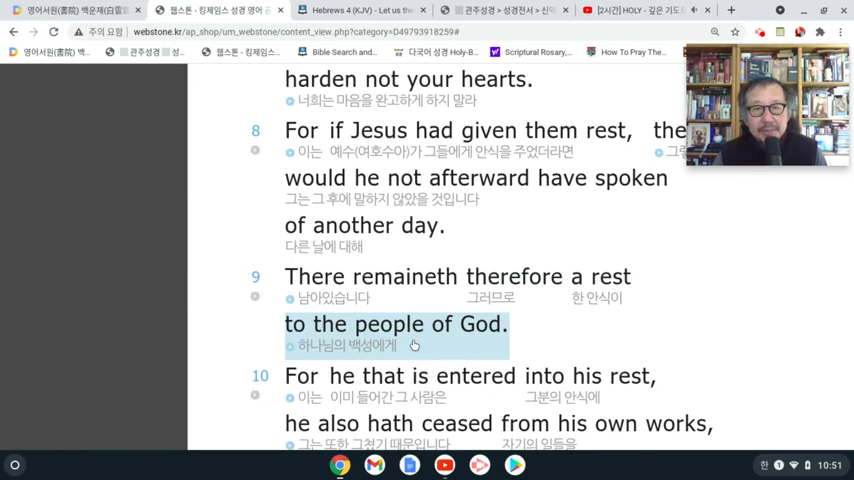 영어서원(書院) 백운재(白雲齋
웹스톤 - 킹제임스 성경 영어 공
Hebrews 4 (KJV) - Let us the
관주성경 > 성경전서 > 신약
[2시간] HOLY - 깊은 기도
주의 요함 webstone.kr/ap_shop/um_webstone/content_view.php?category=D49793918259#
영어서원(書院) 백운재(白雲 관주성경 성... 웹스톤 - 킹제임스... Bible Search and... 다국어 성경 Holy-B... Scriptural Rosary,... How To Pray The...
harden not your hearts.
너희는 마음을 완고하게 하지 말라
8 For if Jesus had given them rest, the
이는 예수(여호수아)가 그들에게 안식을 주었더라면
would he not afterward have spoken
그는 그 후에 말하지 않았을 것입니다
of another day.
다른 날에 대해
9 There remaineth therefore a rest
남아있습니다 그러므로 한 안식이
to the people of God.
하나님의 백성에게
10 For he that is entered into his rest,
이는 이미 들어간 그 사람은 그분의 안식에
he also hath ceased from his own works,
그는 또한 그쳤기 때문입니다 자기의 일들을
한 1 10:51